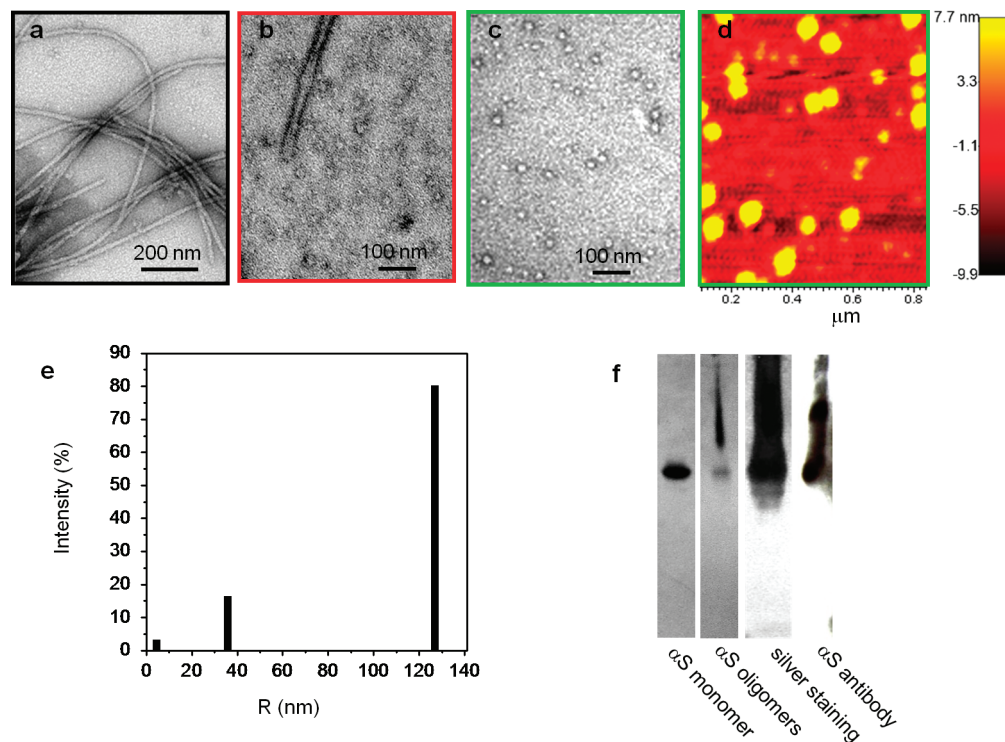 a
200 nm
b
100 nm
c
100 nm
d
7.7 nm
3.3
-1.1
-5.5
-9.9
0.2 0.4 0.6 0.8
μm
e
90
80
70
60
50
40
30
20
10
0
Intensity (%)
0 20 40 60 80 100 120 140
R (nm)
f
αS monomer
αS oligomers
silver staining
αS antibody